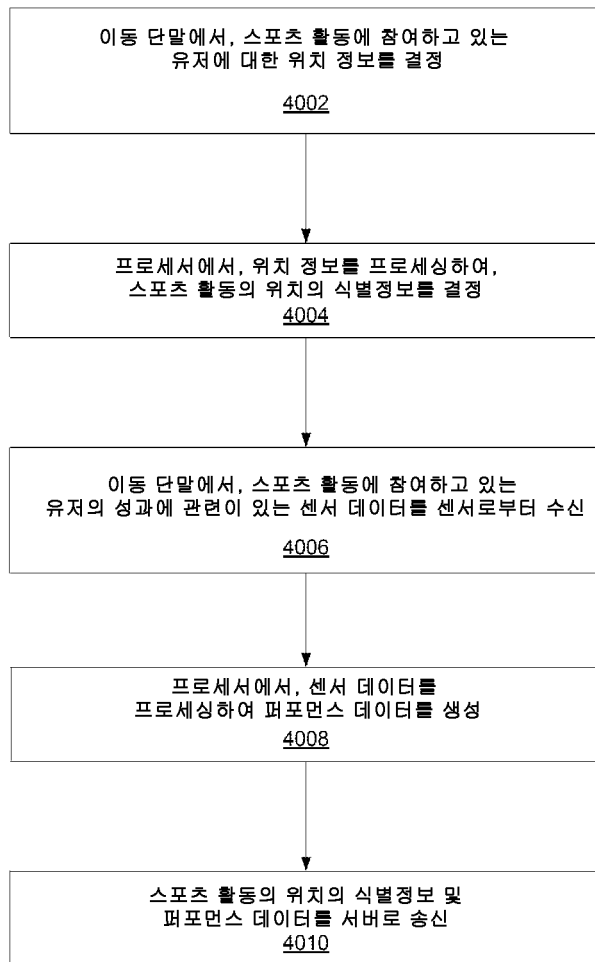 이동 단말에서, 스포츠 활동에 참여하고 있는
유저에 대한 위치 정보를 결정
4002
프로세서에서, 위치 정보를 프로세싱하여,
스포츠 활동의 위치의 식별정보를 결정
4004
이동 단말에서, 스포츠 활동에 참여하고 있는
유저의 성과에 관련이 있는 센서 데이터를 센서로부터 수신
4006
프로세서에서, 센서 데이터를
프로세싱하여 퍼포먼스 데이터를 생성
4008
스포츠 활동의 위치의 식별정보 및
퍼포먼스 데이터를 서버로 송신
4010